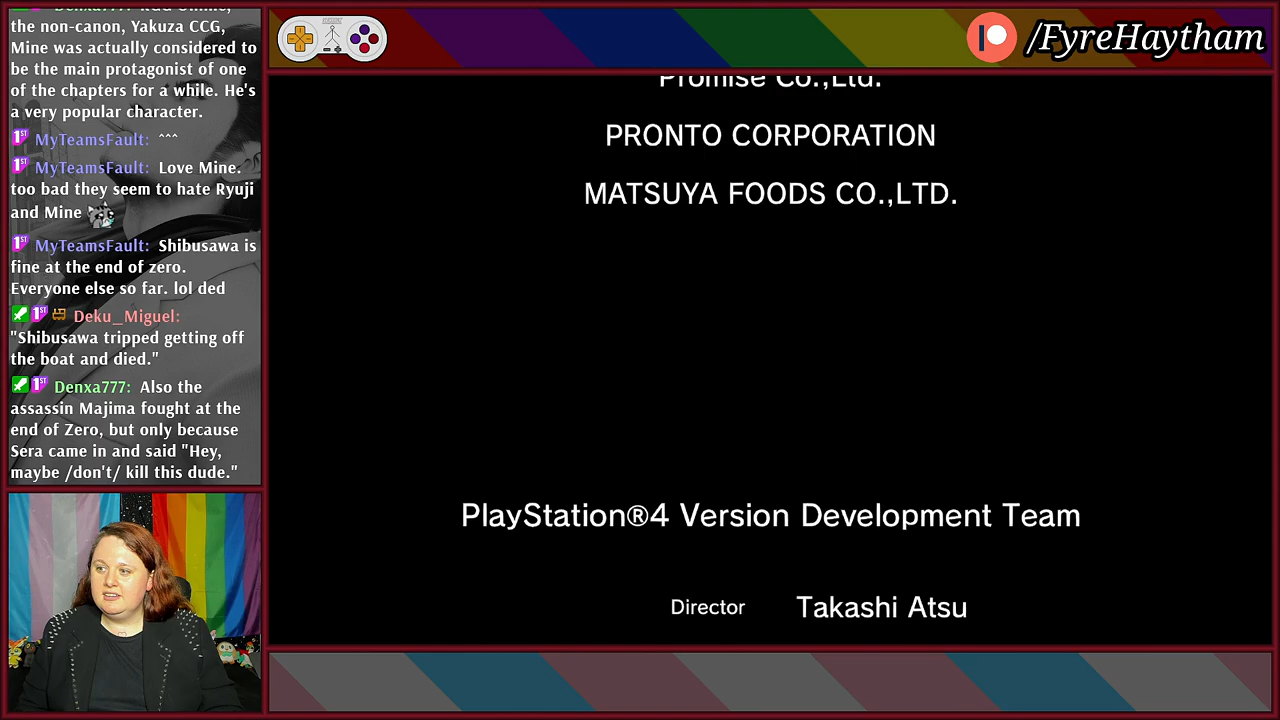 the non-canon, Yakuza CCG,
Mine was actually considered to
be the main protagonist of one
of the chapters for a while. He's
a very popular character.
MyTeamsFault: ^^^
MyTeamsFault: Love Mine.
too bad they seem to hate Ryuji
and Mine
MyTeamsFault: Shibusawa is
fine at the end of zero.
Everyone else so far. lol ded
Deku_Miguel:
"Shibusawa tripped getting off
the boat and died."
Denxa777: Also the
assassin Majima fought at the
end of Zero, but only because
Sera came in and said "Hey,
maybe /don't/ kill this dude."
/FyreHaytham
Promise Co.,Ltd.
PRONTO CORPORATION
MATSUYA FOODS CO.,LTD.
PlayStation®4 Version Development Team
Director Takashi Atsu